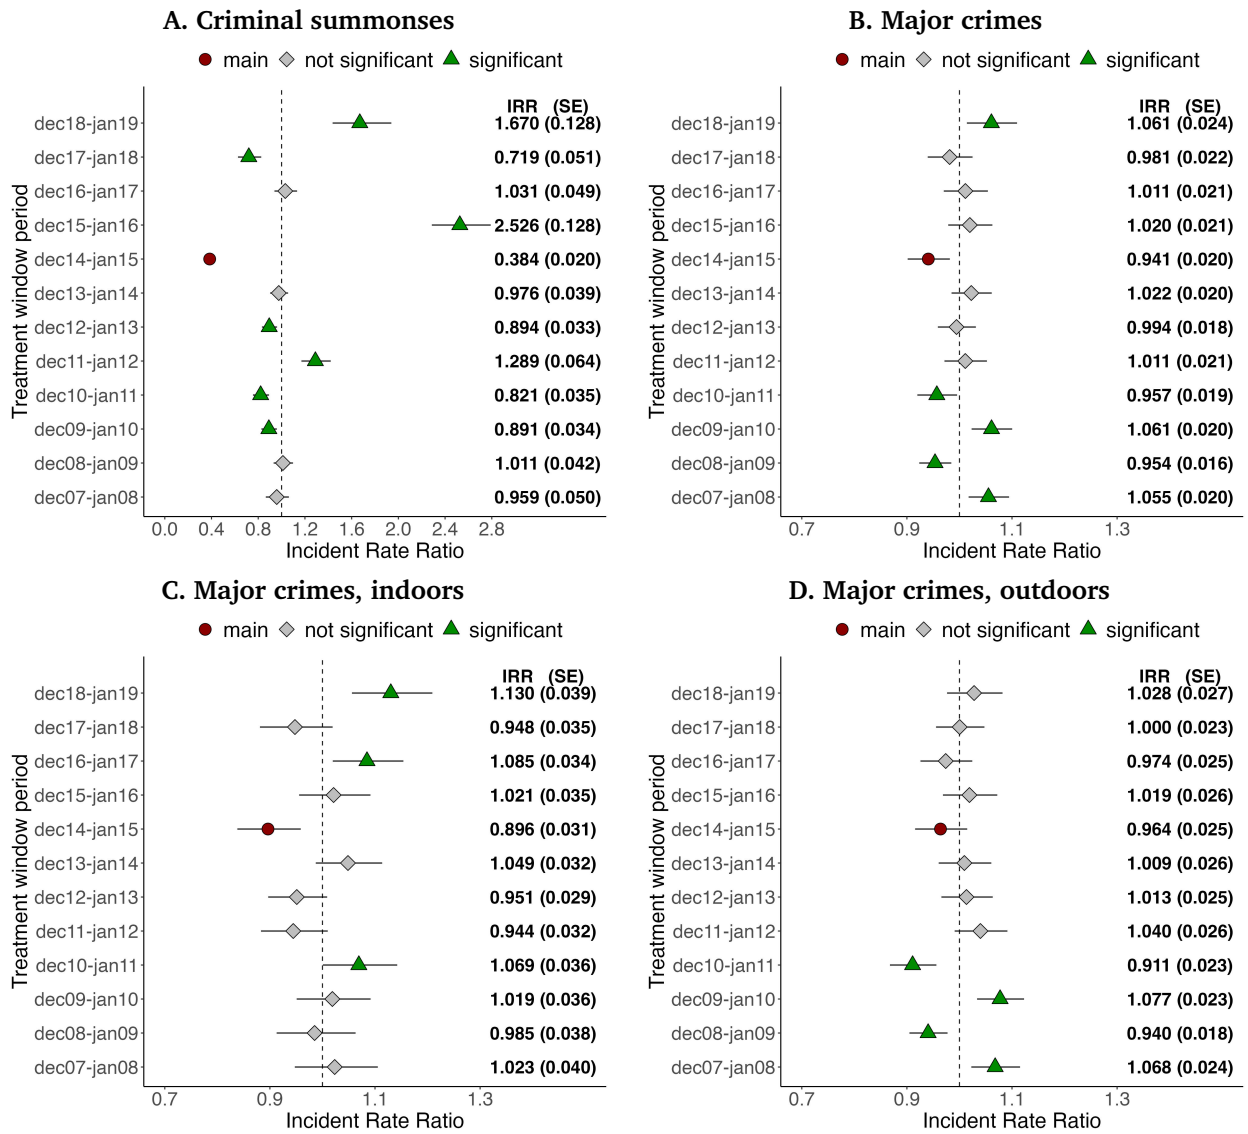 A. Criminal summonses
main not significant significant
Treatment window period
IRR (SE)
dec18-jan19 1.670 (0.128)
dec17-jan18 0.719 (0.051)
dec16-jan17 1.031 (0.049)
dec15-jan16 2.526 (0.128)
dec14-jan15 0.384 (0.020)
dec13-jan14 0.976 (0.039)
dec12-jan13 0.894 (0.033)
dec11-jan12 1.289 (0.064)
dec10-jan11 0.821 (0.035)
dec09-jan10 0.891 (0.034)
dec08-jan09 1.011 (0.042)
dec07-jan08 0.959 (0.050)
0.0 0.4 0.8 1.2 1.6 2.0 2.4 2.8
Incident Rate Ratio
B. Major crimes
main not significant significant
Treatment window period
IRR (SE)
dec18-jan19 1.061 (0.024)
dec17-jan18 0.981 (0.022)
dec16-jan17 1.011 (0.021)
dec15-jan16 1.020 (0.021)
dec14-jan15 0.941 (0.020)
dec13-jan14 1.022 (0.020)
dec12-jan13 0.994 (0.018)
dec11-jan12 1.011 (0.021)
dec10-jan11 0.957 (0.019)
dec09-jan10 1.061 (0.020)
dec08-jan09 0.954 (0.016)
dec07-jan08 1.055 (0.020)
0.7 0.9 1.1 1.3
Incident Rate Ratio
C. Major crimes, indoors
main not significant significant
Treatment window period
IRR (SE)
dec18-jan19 1.130 (0.039)
dec17-jan18 0.948 (0.035)
dec16-jan17 1.085 (0.034)
dec15-jan16 1.021 (0.035)
dec14-jan15 0.896 (0.031)
dec13-jan14 1.049 (0.032)
dec12-jan13 0.951 (0.029)
dec11-jan12 0.944 (0.032)
dec10-jan11 1.069 (0.036)
dec09-jan10 1.019 (0.036)
dec08-jan09 0.985 (0.038)
dec07-jan08 1.023 (0.040)
0.7 0.9 1.1 1.3
Incident Rate Ratio
D. Major crimes, outdoors
main not significant significant
Treatment window period
IRR (SE)
dec18-jan19 1.028 (0.027)
dec17-jan18 1.000 (0.023)
dec16-jan17 0.974 (0.025)
dec15-jan16 1.019 (0.026)
dec14-jan15 0.964 (0.025)
dec13-jan14 1.009 (0.026)
dec12-jan13 1.013 (0.025)
dec11-jan12 1.040 (0.026)
dec10-jan11 0.911 (0.023)
dec09-jan10 1.077 (0.023)
dec08-jan09 0.940 (0.018)
dec07-jan08 1.068 (0.024)
0.7 0.9 1.1 1.3
Incident Rate Ratio